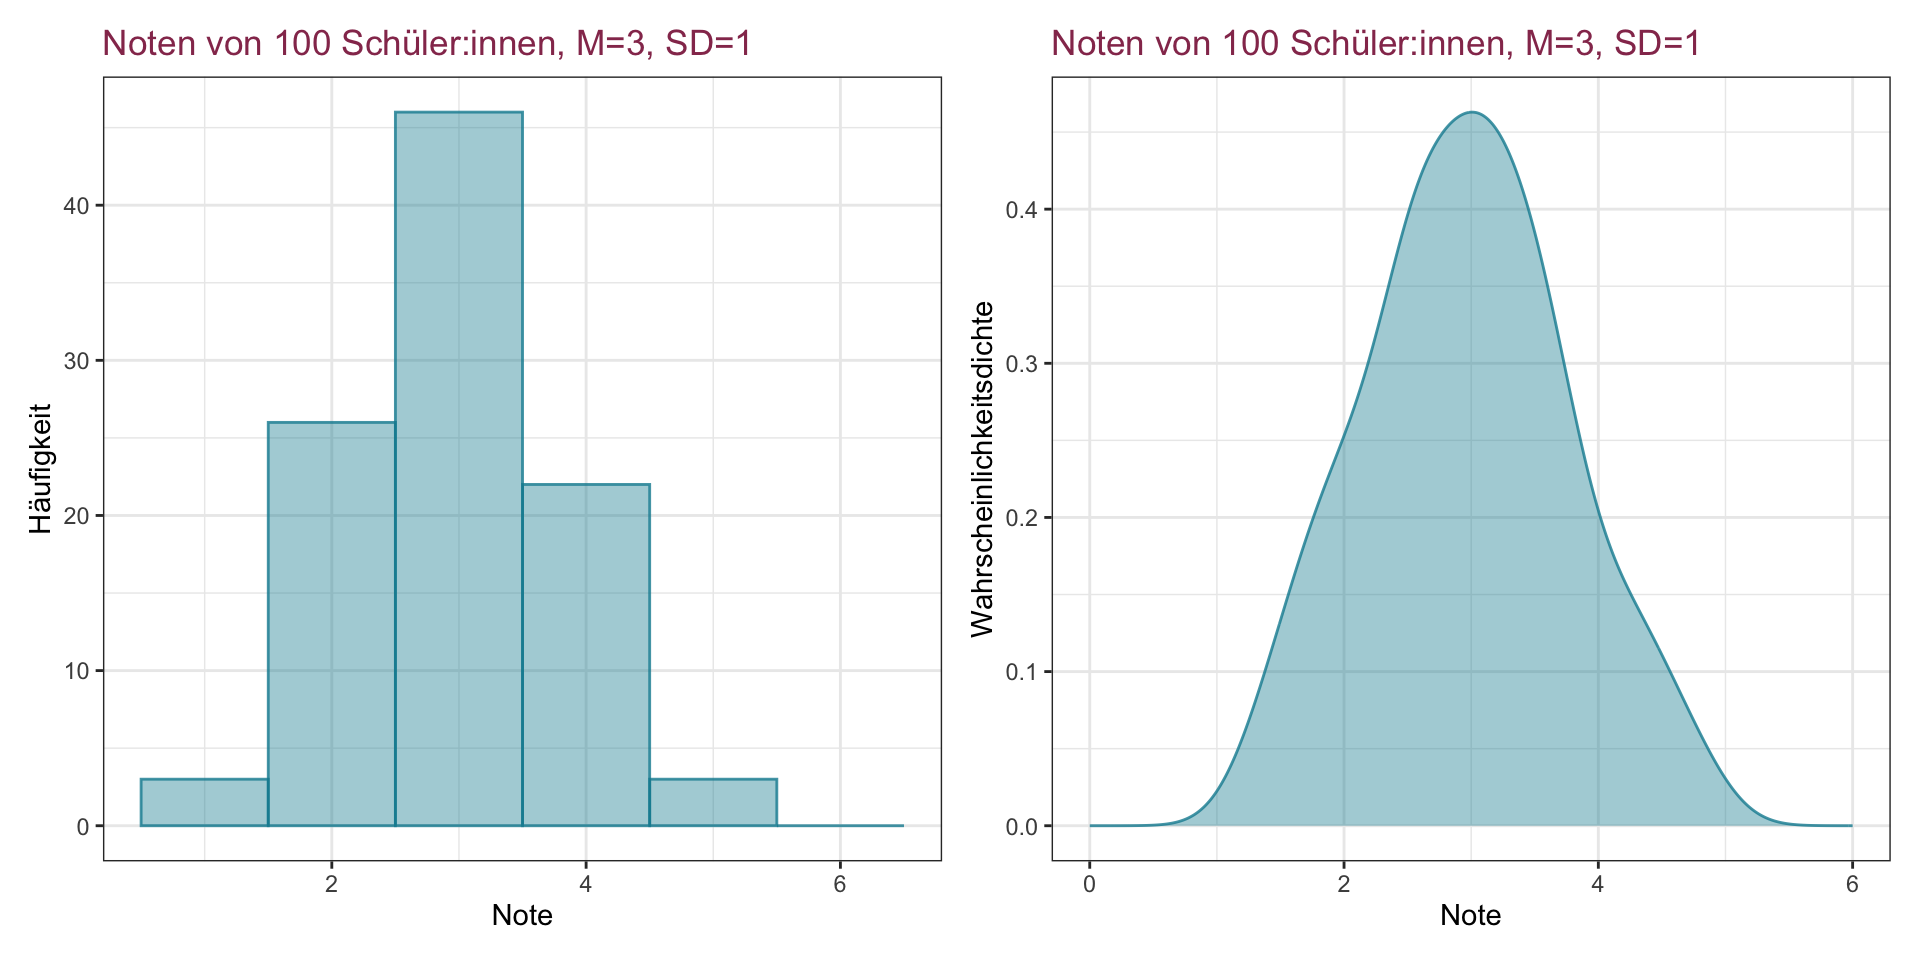 Noten von 100 Schüler:innen, M=3, SD=1
Häufigkeit
40
30
20
10
0
2 4 6
Note
Noten von 100 Schüler:innen, M=3, SD=1
Wahrscheinlichkeitsdichte
0.4
0.3
0.2
0.1
0.0
0 2 4 6
Note